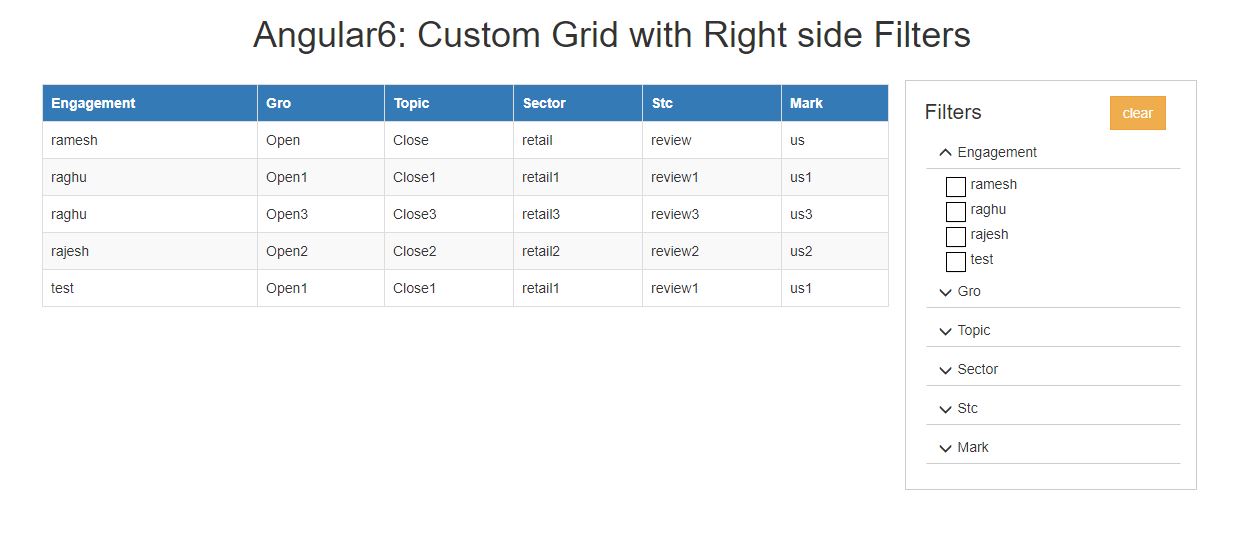 Angular6: Custom Grid with Right side Filters
Engagement Gro Topic Sector Stc Mark
ramesh Open Close retail review us
raghu Open1 Close1 retail1 review1 us1
raghu Open3 Close3 retail3 review3 us3
rajesh Open2 Close2 retail2 review2 us2
test Open1 Close1 retail1 review1 us1
Filters clear
Engagement
ramesh
raghu
rajesh
test
Gro
Topic
Sector
Stc
Mark